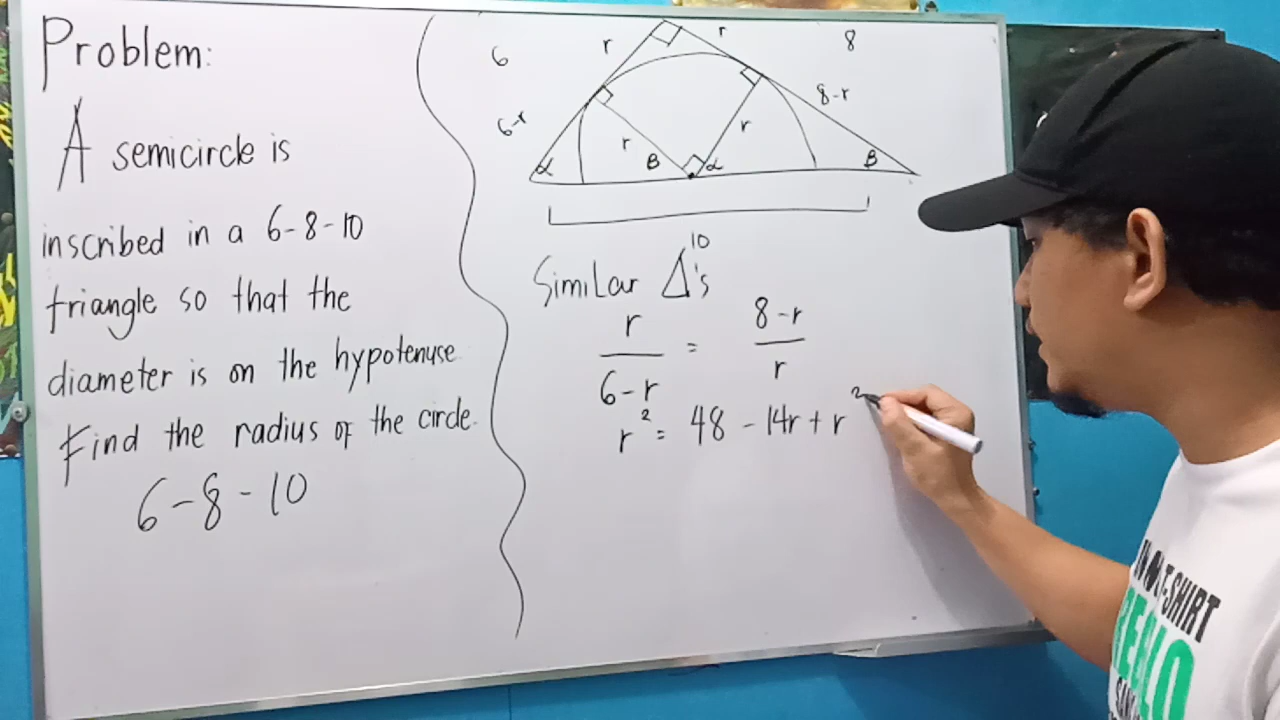 Problem:
A semicircle is
inscribed in a 6-8-10
triangle so that the
diameter is on the hypotenuse
Find the radius of the circle.
6-8-10
6
r
r
8
6-r
8-r
r
r
α
β
α
β
10
Similar Δ's
r
8-r
=
6-r
r
r² = 48 - 14r + r²
T-SHIRT